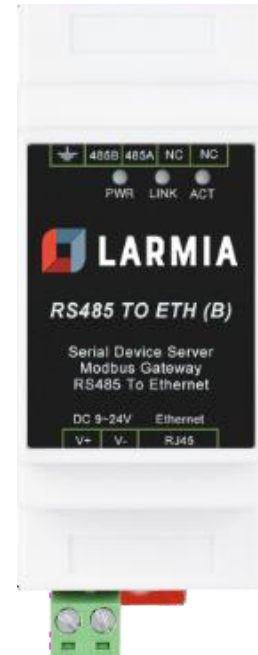 485B 485A NC NC
PWR LINK ACT
LARMIA
RS485 TO ETH (B)
Serial Device Server
Modbus Gateway
RS485 To Ethernet
DC 9~24V Ethernet
V+ V- RJ45